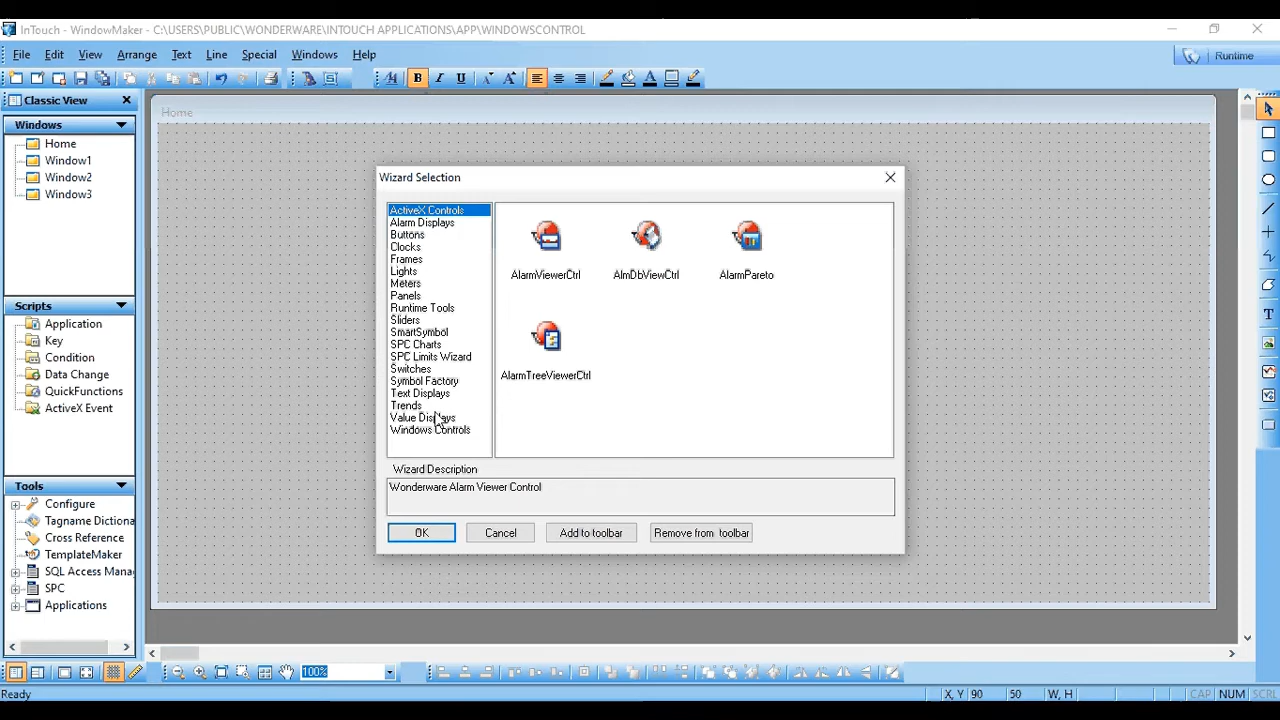 InTouch - WindowMaker - C:\USERS\PUBLIC\WONDERWARE\INTOUCH APPLICATIONS\APP\WINDOWSCONTROL
File Edit View Arrange Text Line Special Windows Help
Runtime
B I U
Classic View
Windows
Home
Window1
Window2
Window3
Scripts
Application
Key
Condition
Data Change
QuickFunctions
ActiveX Event
Tools
Configure
Tagname Dictiona
Cross Reference
TemplateMaker
SQL Access Mana
SPC
Applications
Home
Wizard Selection
ActiveX Controls
Alarm Displays
Buttons
Clocks
Frames
Lights
Meters
Panels
Runtime Tools
Sliders
SmartSymbol
SPC Charts
SPC Limits Wizard
Switches
Symbol Factory
Text Displays
Trends
Value Displays
Windows Controls
AlarmViewerCtrl
AlmDbViewCtrl
AlarmPareto
AlarmTreeViewerCtrl
Wizard Description
Wonderware Alarm Viewer Control
OK Cancel Add to toolbar Remove from toolbar
100%
Ready
X, Y 90 50 W, H CAP NUM SCRL